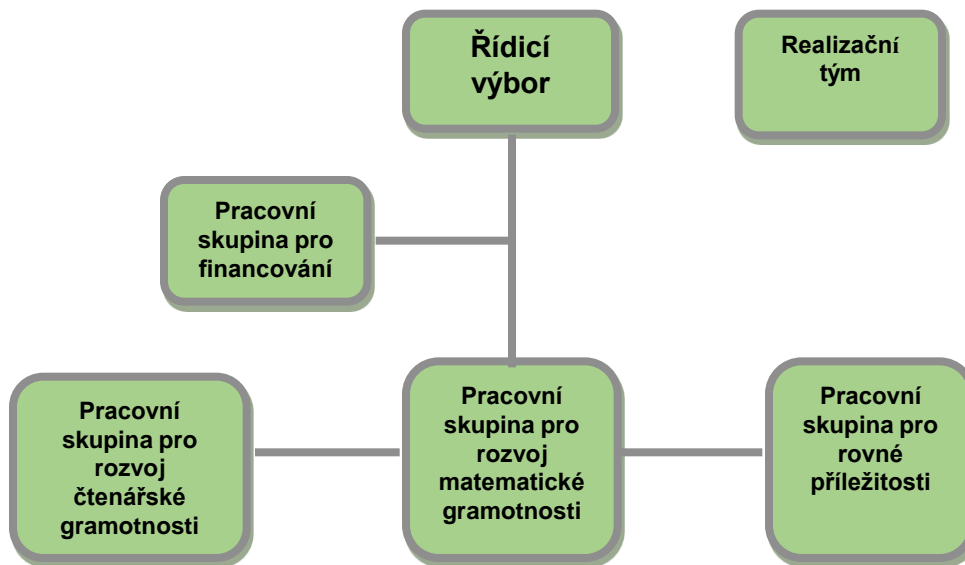 Řídicí
výbor
Realizační
tým
Pracovní
skupina pro
financování
Pracovní
skupina pro
rozvoj
čtenářské
gramotnosti
Pracovní
skupina pro
rozvoj
matematické
gramotnosti
Pracovní
skupina pro
rovné
příležitosti